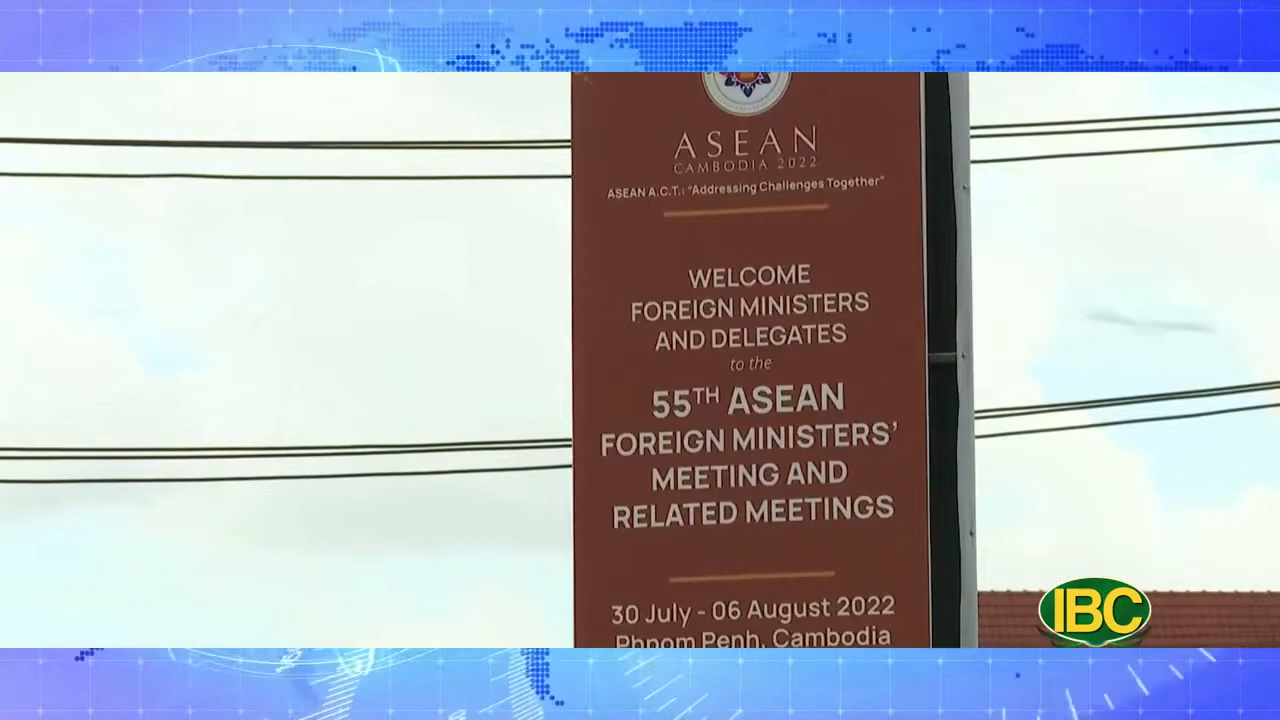 ASEAN
CAMBODIA 2022
ASEAN A.C.T.: "Addressing Challenges Together"
WELCOME
FOREIGN MINISTERS
AND DELEGATES
to the
55TH ASEAN
FOREIGN MINISTERS'
MEETING AND
RELATED MEETINGS
30 July - 06 August 2022
Phnom Penh, Cambodia
IBC